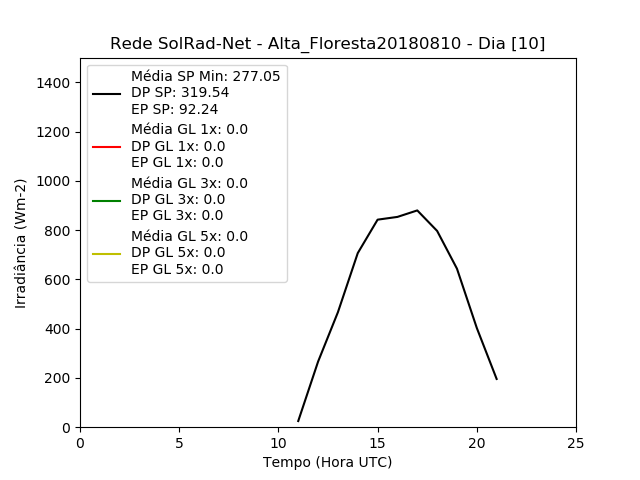 Rede SolRad-Net - Alta_Floresta20180810 - Dia [10]
Média SP Min: 277.05
DP SP: 319.54
EP SP: 92.24
Média GL 1x: 0.0
DP GL 1x: 0.0
EP GL 1x: 0.0
Média GL 3x: 0.0
DP GL 3x: 0.0
EP GL 3x: 0.0
Média GL 5x: 0.0
DP GL 5x: 0.0
EP GL 5x: 0.0
Irradiância (Wm-2)
1400
1200
1000
800
600
400
200
0
0 5 10 15 20 25
Tempo (Hora UTC)